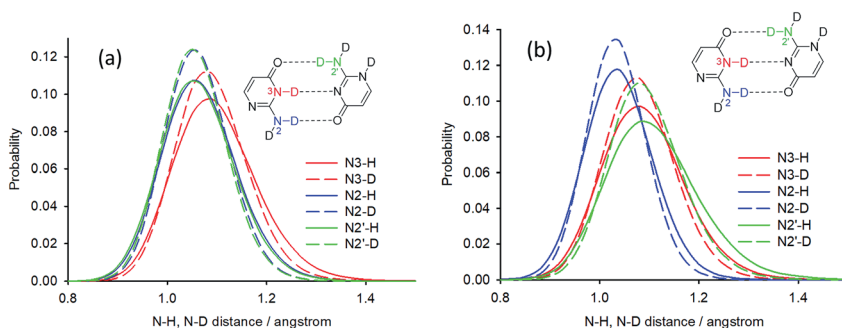 (a)
Probability
0.12
0.10
0.08
0.06
0.04
0.02
0.00
0.8
1.0
1.2
1.4
N-H, N-D distance / angstrom
N3-H
N3-D
N2-H
N2-D
N2'-H
N2'-D
D
O
D-N
2'
N
D
3
N-D
N
N
N-D
2
D
O
(b)
Probability
0.14
0.12
0.10
0.08
0.06
0.04
0.02
0.00
0.8
1.0
1.2
1.4
N-H, N-D distance / angstrom
N3-H
N3-D
N2-H
N2-D
N2'-H
N2'-D
D
O
D-N
2'
N
D
3
N-D
N
N
N-D
2
D
O